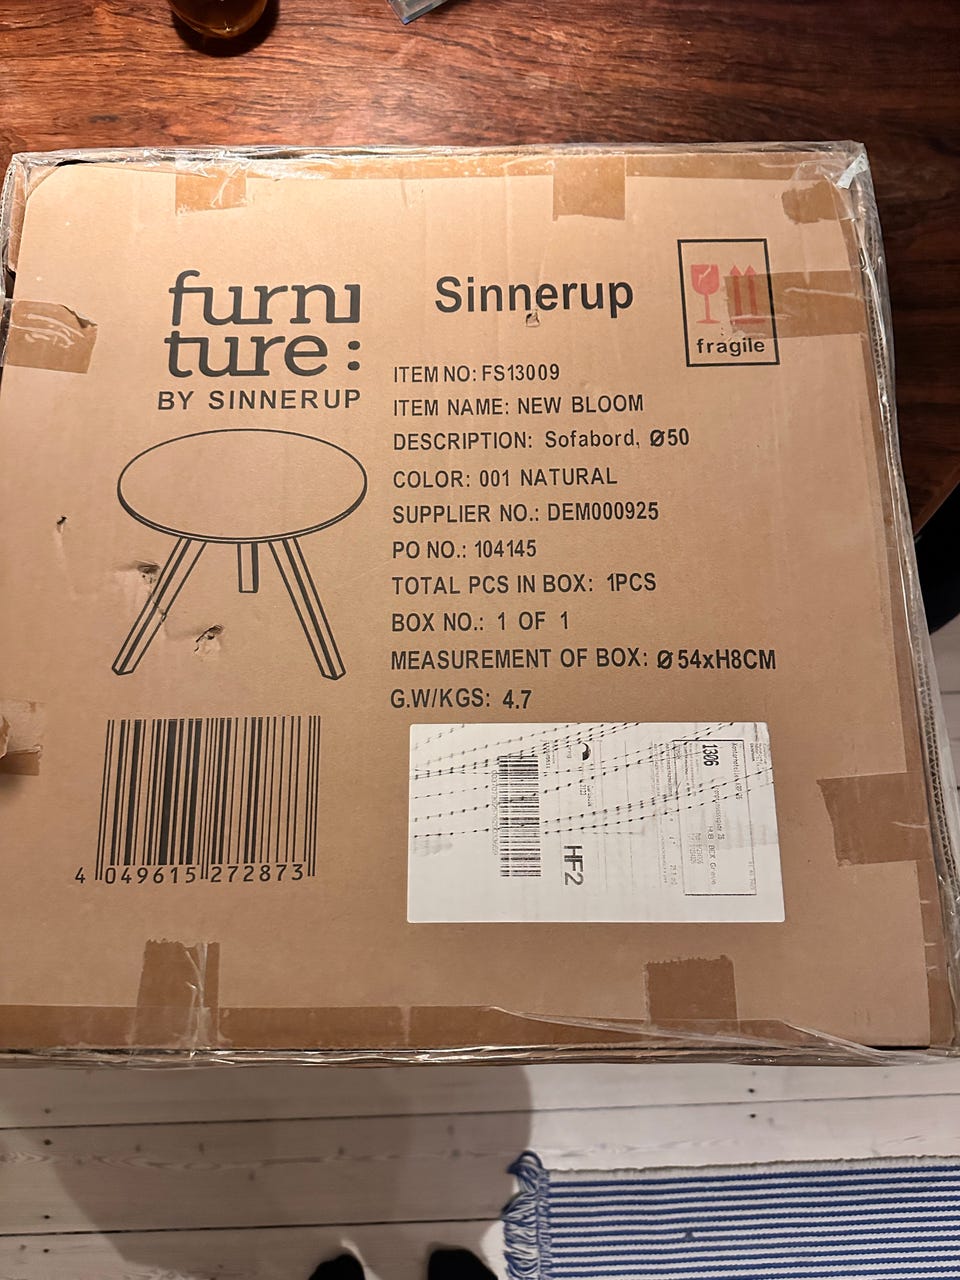 furni
ture:
BY SINNERUP
Sinnerup
fragile
ITEM NO: FS13009
ITEM NAME: NEW BLOOM
DESCRIPTION: Sofabord, Ø50
COLOR: 001 NATURAL
SUPPLIER NO.: DEM000925
PO NO.: 104145
TOTAL PCS IN BOX: 1PCS
BOX NO.: 1 OF 1
MEASUREMENT OF BOX: Ø54xH8CM
G.W/KGS: 4.7
4 049615 272873
HF2
1306